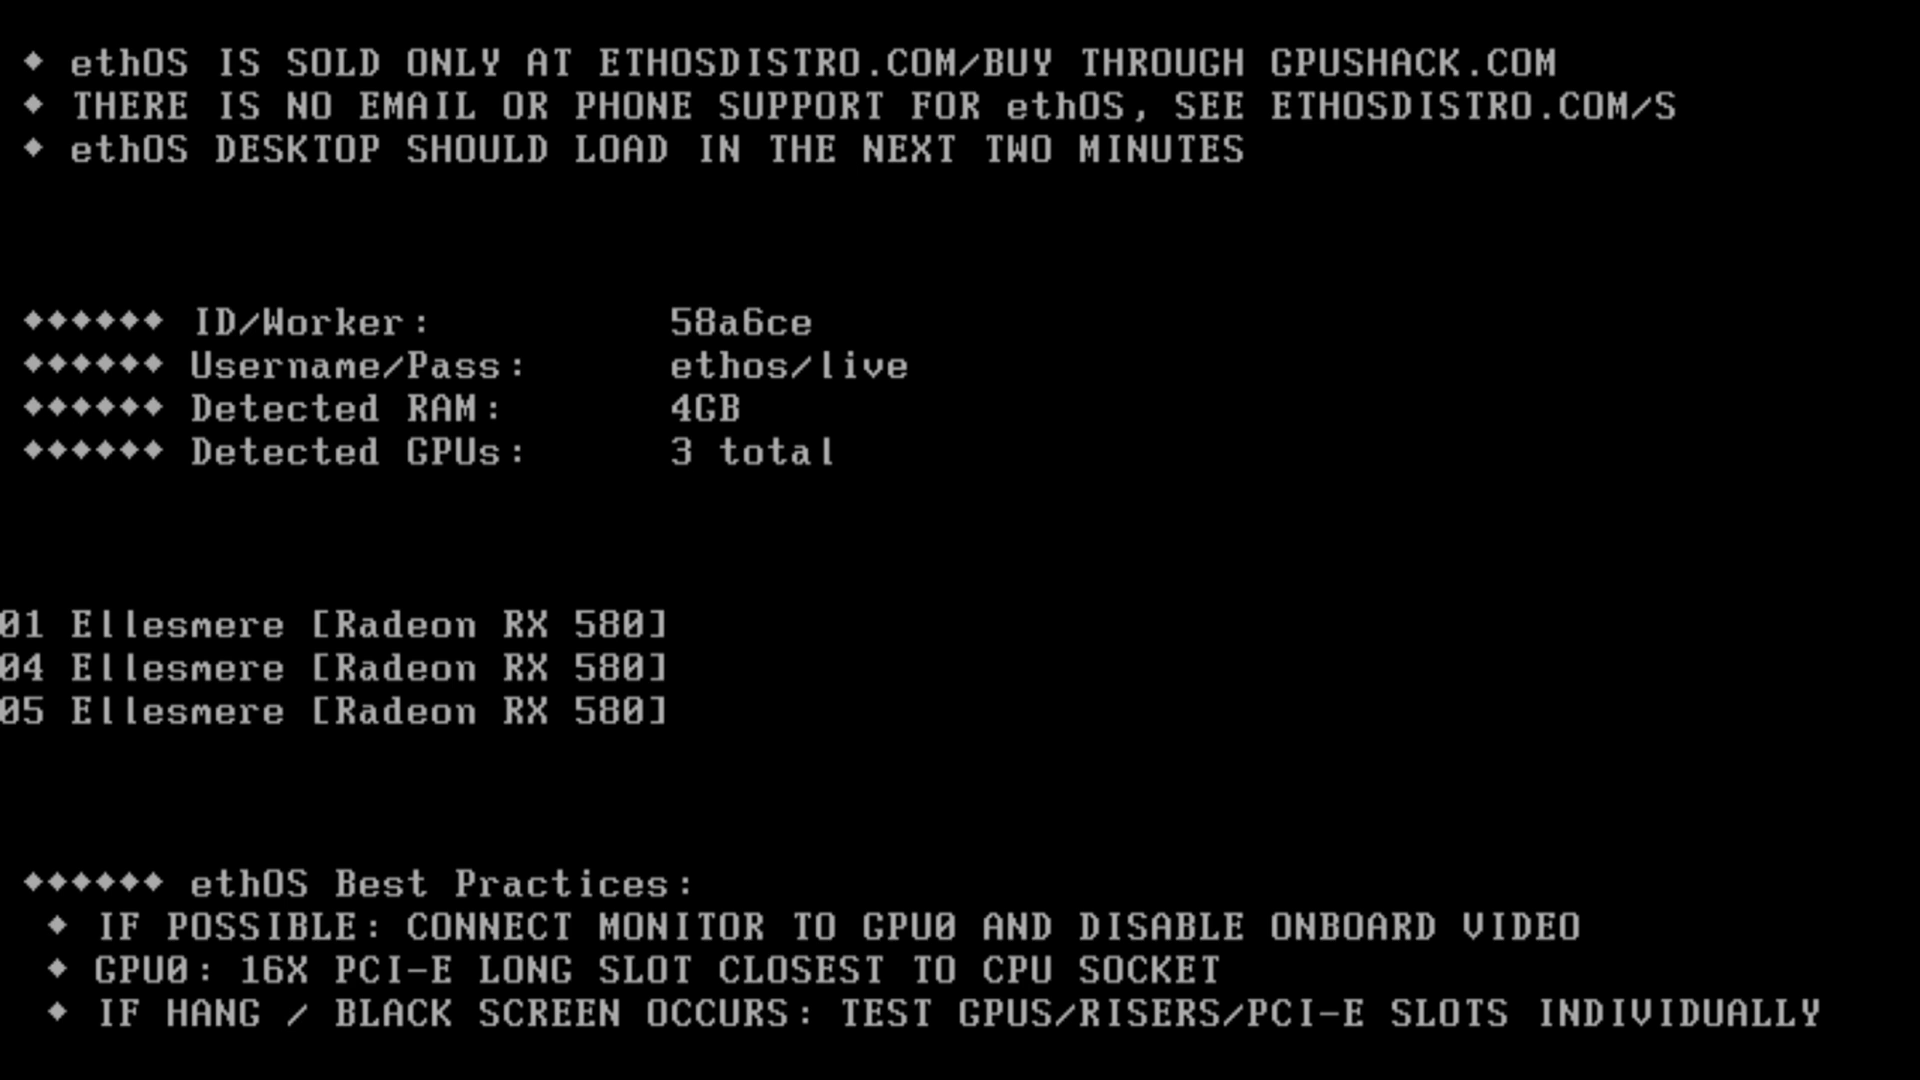 ◆ ethOS IS SOLD ONLY AT ETHOSDISTRO.COM/BUY THROUGH GPUSHACK.COM
◆ THERE IS NO EMAIL OR PHONE SUPPORT FOR ethOS, SEE ETHOSDISTRO.COM/S
◆ ethOS DESKTOP SHOULD LOAD IN THE NEXT TWO MINUTES
◆◆◆◆◆◆ ID/Worker: 58a6ce
◆◆◆◆◆◆ Username/Pass: ethos/live
◆◆◆◆◆◆ Detected RAM: 4GB
◆◆◆◆◆◆ Detected GPUs: 3 total
01 Ellesmere [Radeon RX 580]
04 Ellesmere [Radeon RX 580]
05 Ellesmere [Radeon RX 580]
◆◆◆◆◆◆ ethOS Best Practices:
◆ IF POSSIBLE: CONNECT MONITOR TO GPU0 AND DISABLE ONBOARD VIDEO
◆ GPU0: 16X PCI-E LONG SLOT CLOSEST TO CPU SOCKET
◆ IF HANG / BLACK SCREEN OCCURS: TEST GPUS/RISERS/PCI-E SLOTS INDIVIDUALLY